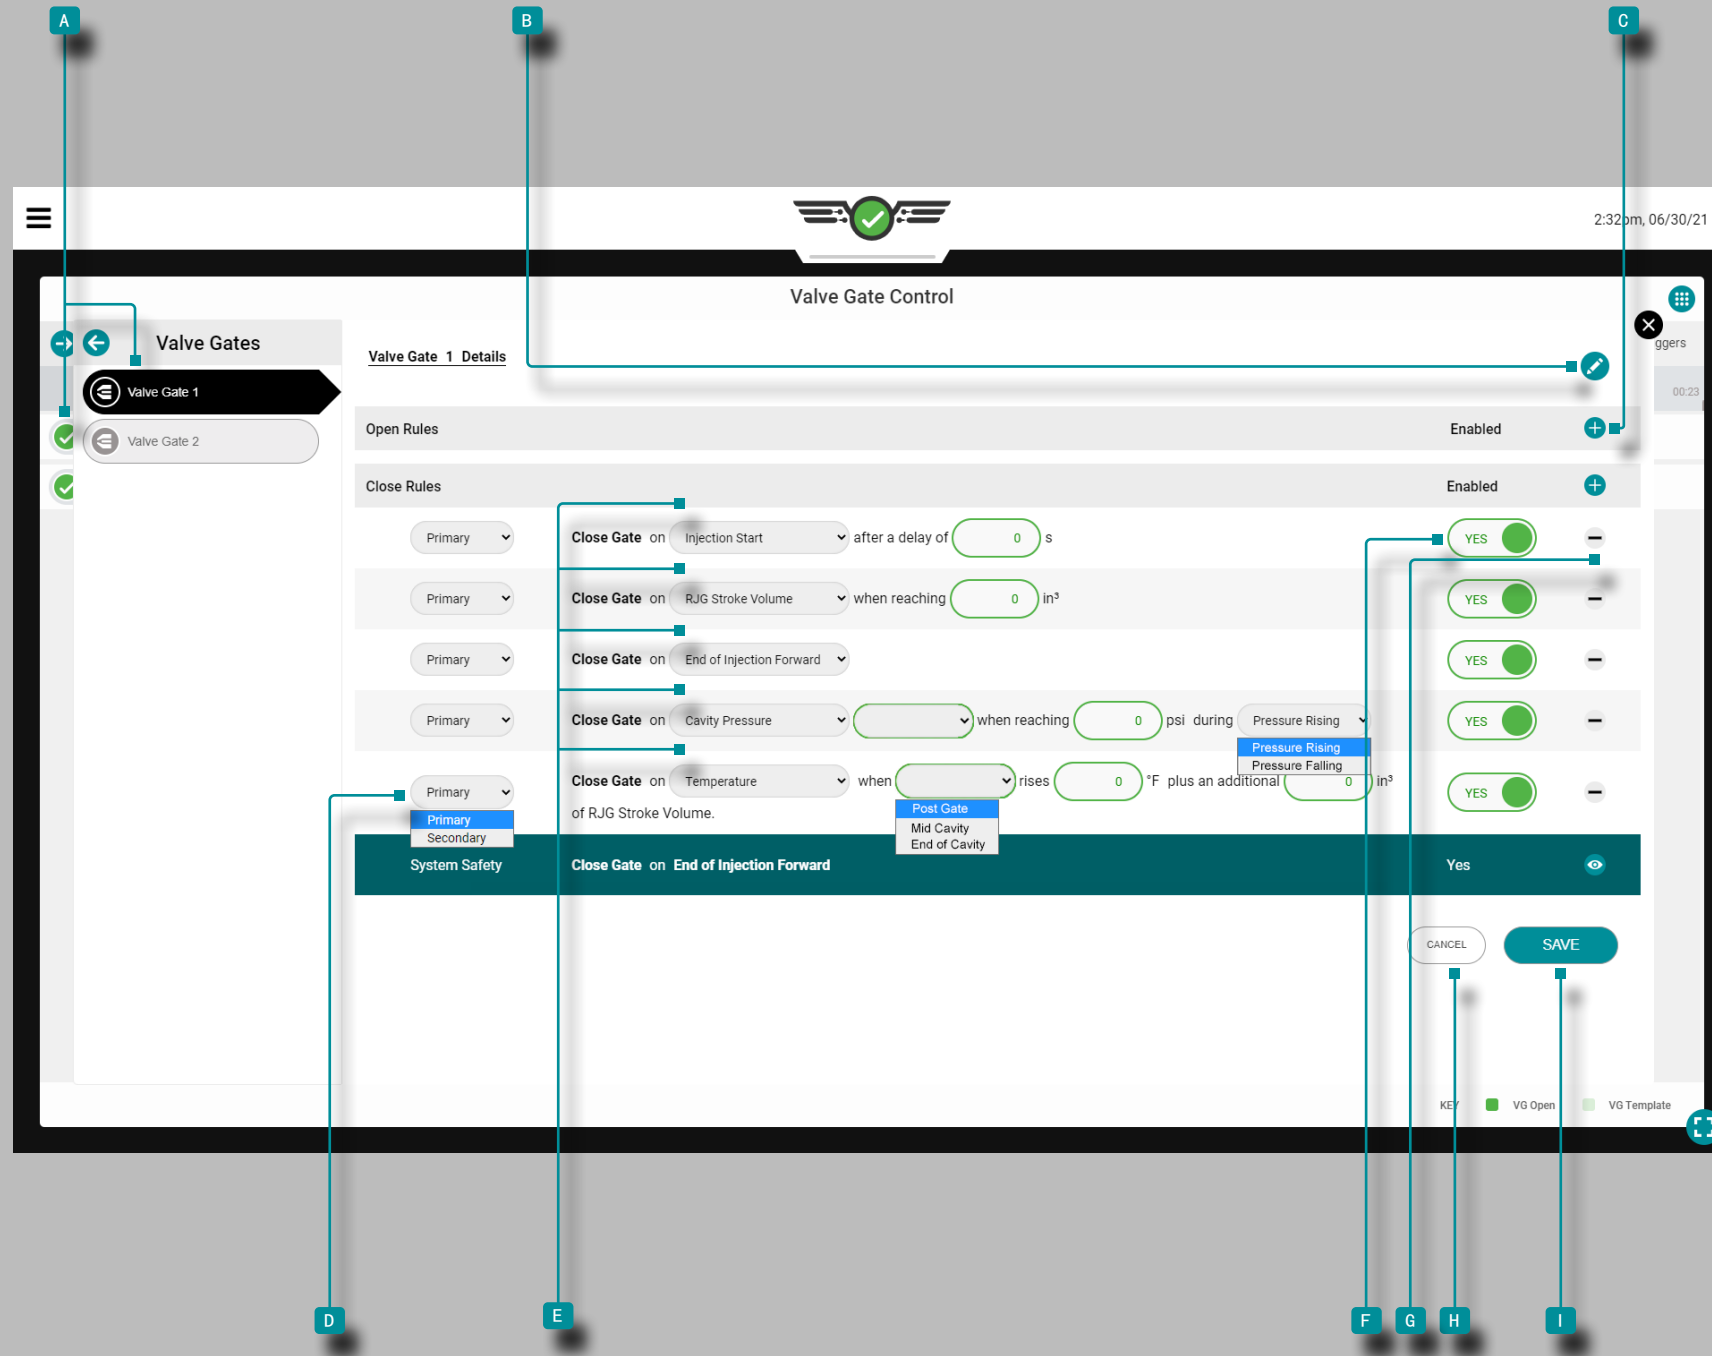 A
B
C
2:32pm, 06/30/21
Valve Gate Control
Valve Gates
Valve Gate 1 Details
ggers
Valve Gate 1
00:23
Valve Gate 2
Open Rules Enabled
Close Rules Enabled
Primary Close Gate on Injection Start after a delay of 0 s YES
Primary Close Gate on RJG Stroke Volume when reaching 0 in³ YES
Primary Close Gate on End of Injection Forward YES
Primary Close Gate on Cavity Pressure when reaching 0 psi during Pressure Rising YES
Pressure Rising
Pressure Falling
Primary Close Gate on Temperature when rises 0 °F plus an additional 0 in³ YES
of RJG Stroke Volume.
Post Gate
Mid Cavity
End of Cavity
Primary
Secondary
System Safety Close Gate on End of Injection Forward Yes
CANCEL SAVE
KEY VG Open VG Template
D
E
F
G
H
I